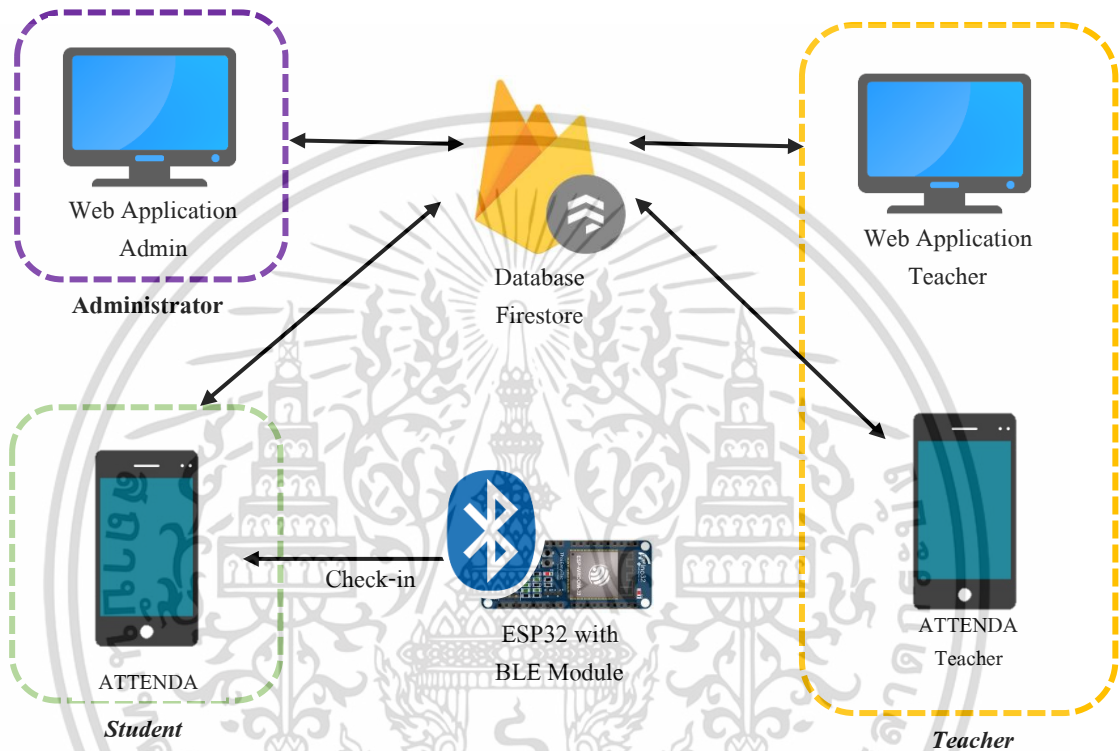 Web Application
Admin
Administrator
Database
Firestore
Web Application
Teacher
Check-in
ESP32 with
BLE Module
ATTENDA
Student
ATTENDA
Teacher
Teacher